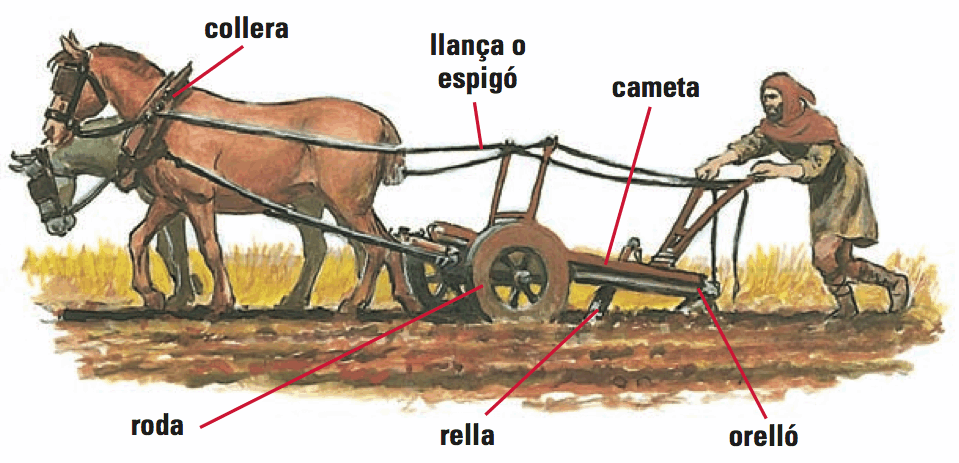 collera
llança o
espigó
cameta
roda
rella
orelló